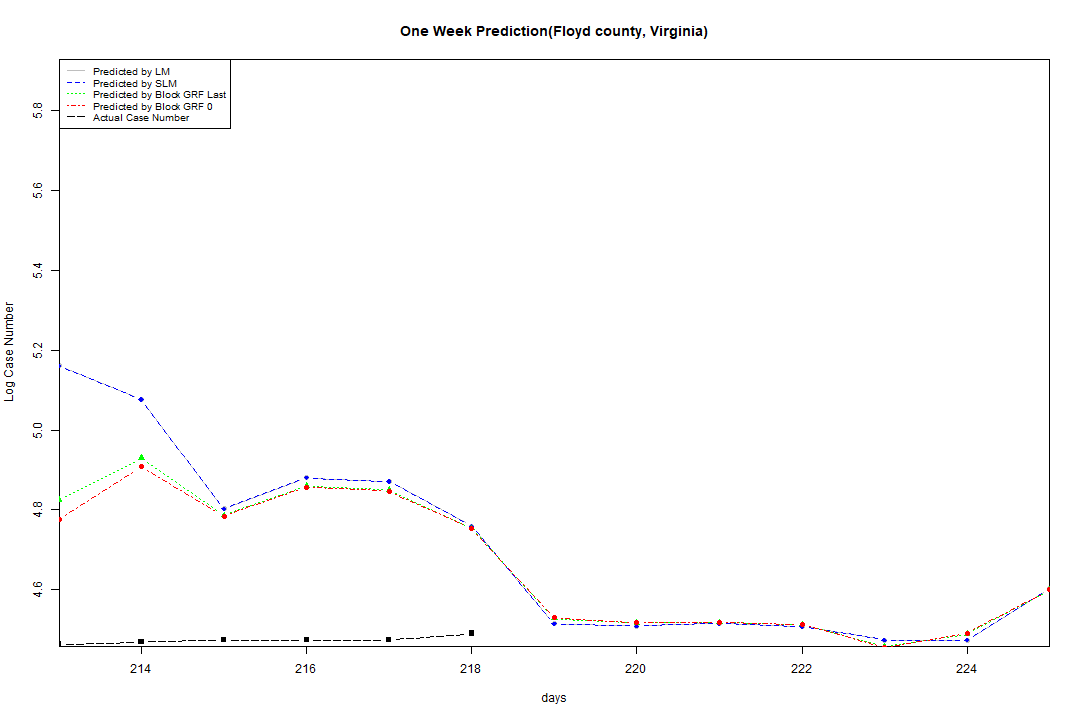 One Week Prediction(Floyd county, Virginia)
Predicted by LM
Predicted by SLM
Predicted by Block GRF Last
Predicted by Block GRF 0
Actual Case Number
Log Case Number
5.8
5.6
5.4
5.2
5.0
4.8
4.6
214 216 218 220 222 224
days